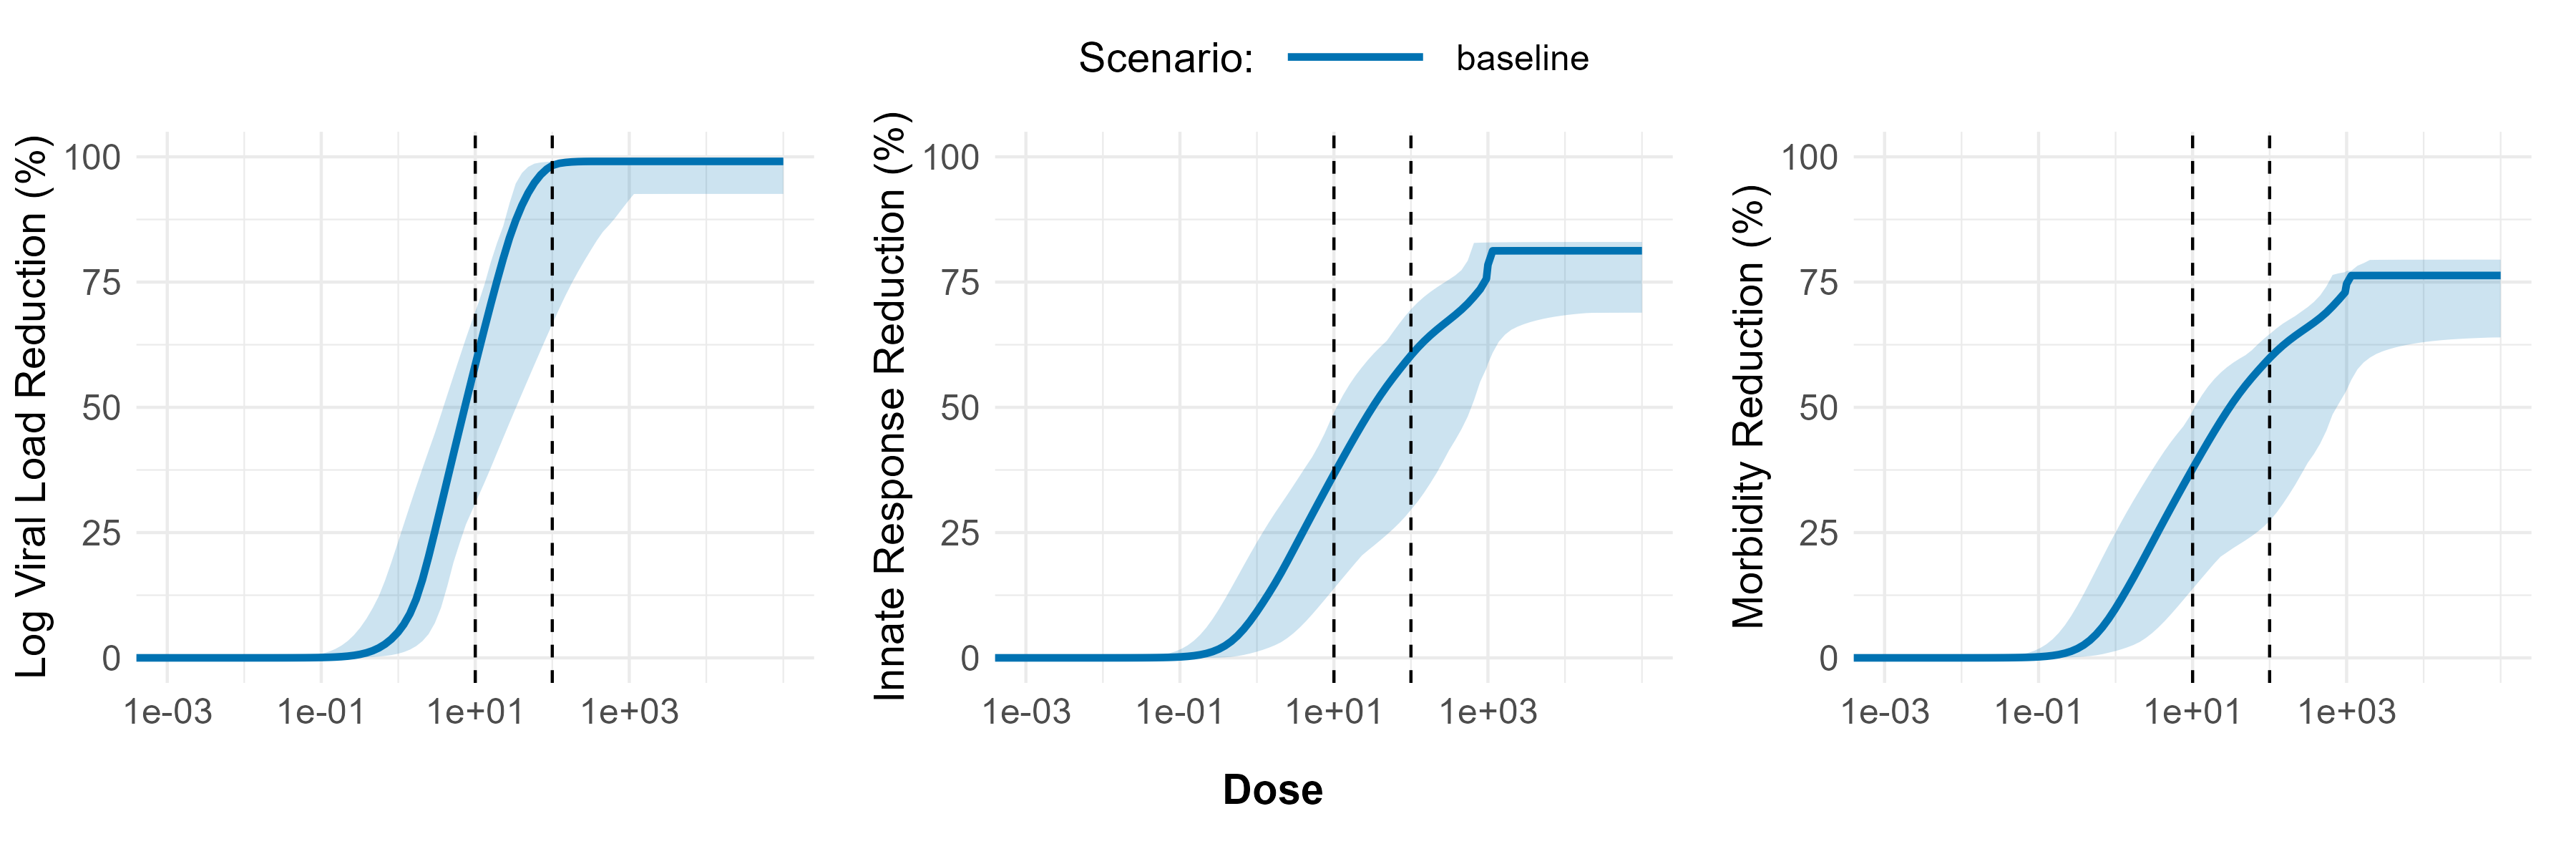 Scenario: baseline
Log Viral Load Reduction (%)
100
75
50
25
0
1e-03 1e-01 1e+01 1e+03
Innate Response Reduction (%)
100
75
50
25
0
1e-03 1e-01 1e+01 1e+03
Morbidity Reduction (%)
100
75
50
25
0
1e-03 1e-01 1e+01 1e+03
Dose